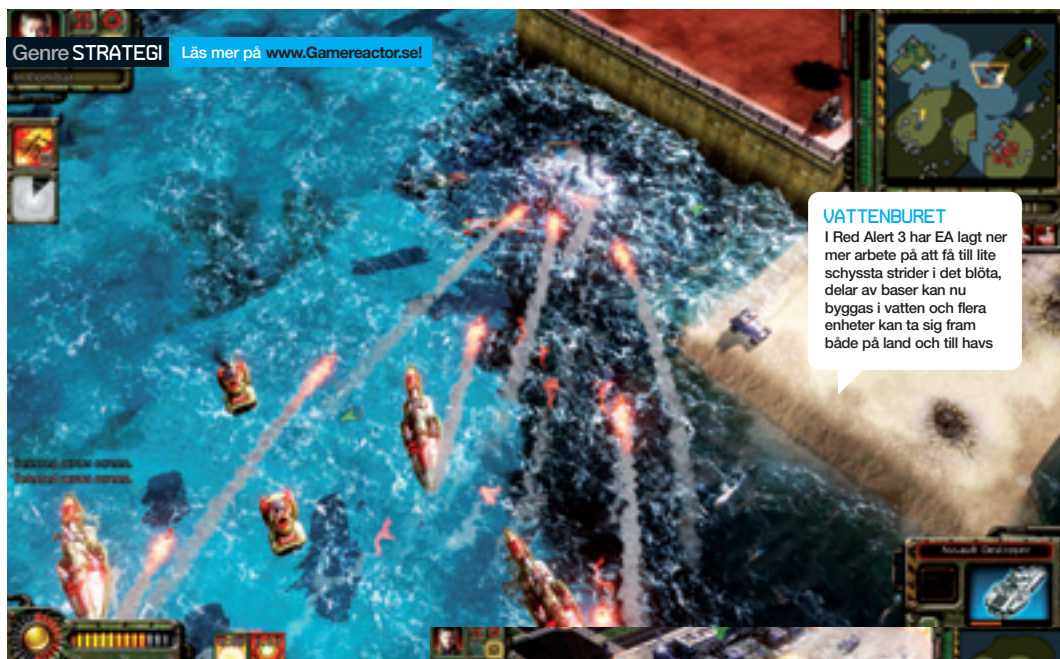 Genre STRATEGI Läs mer på www.Gamereactor.se!
In Combat
VATTENBURET
I Red Alert 3 har EA lagt ner
mer arbete på att få till lite
schyssta strider i det blöta,
delar av baser kan nu
byggas i vatten och flera
enheter kan ta sig fram
både på land och till havs
Assault Destroyer